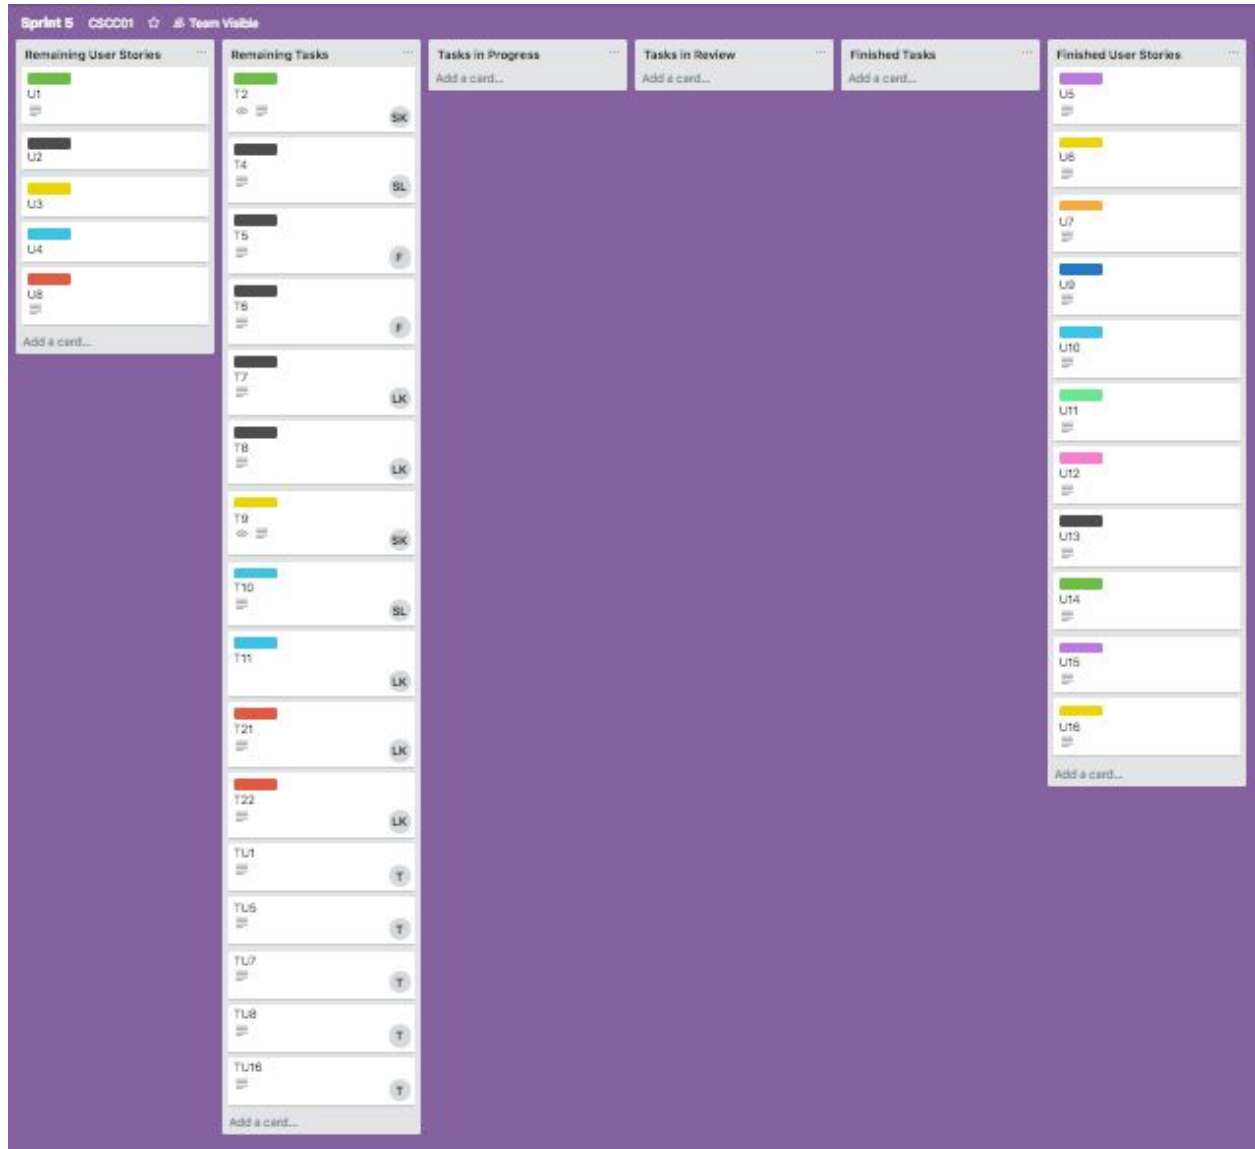 Sprint 5 CSCC01 Team Visible
Remaining User Stories
U1
U2
U3
U4
U8
Add a card...
Remaining Tasks
T2
SK
T4
SL
T5
F
T6
F
T7
LK
T8
LK
T9
SK
T10
SL
T11
LK
T21
LK
T22
LK
TU1
T
TU5
T
TU7
T
TU8
T
TU16
T
Add a card...
Tasks in Progress
Add a card...
Tasks in Review
Add a card...
Finished Tasks
Add a card...
Finished User Stories
U5
U6
U7
U9
U10
U11
U12
U13
U14
U15
U16
Add a card...